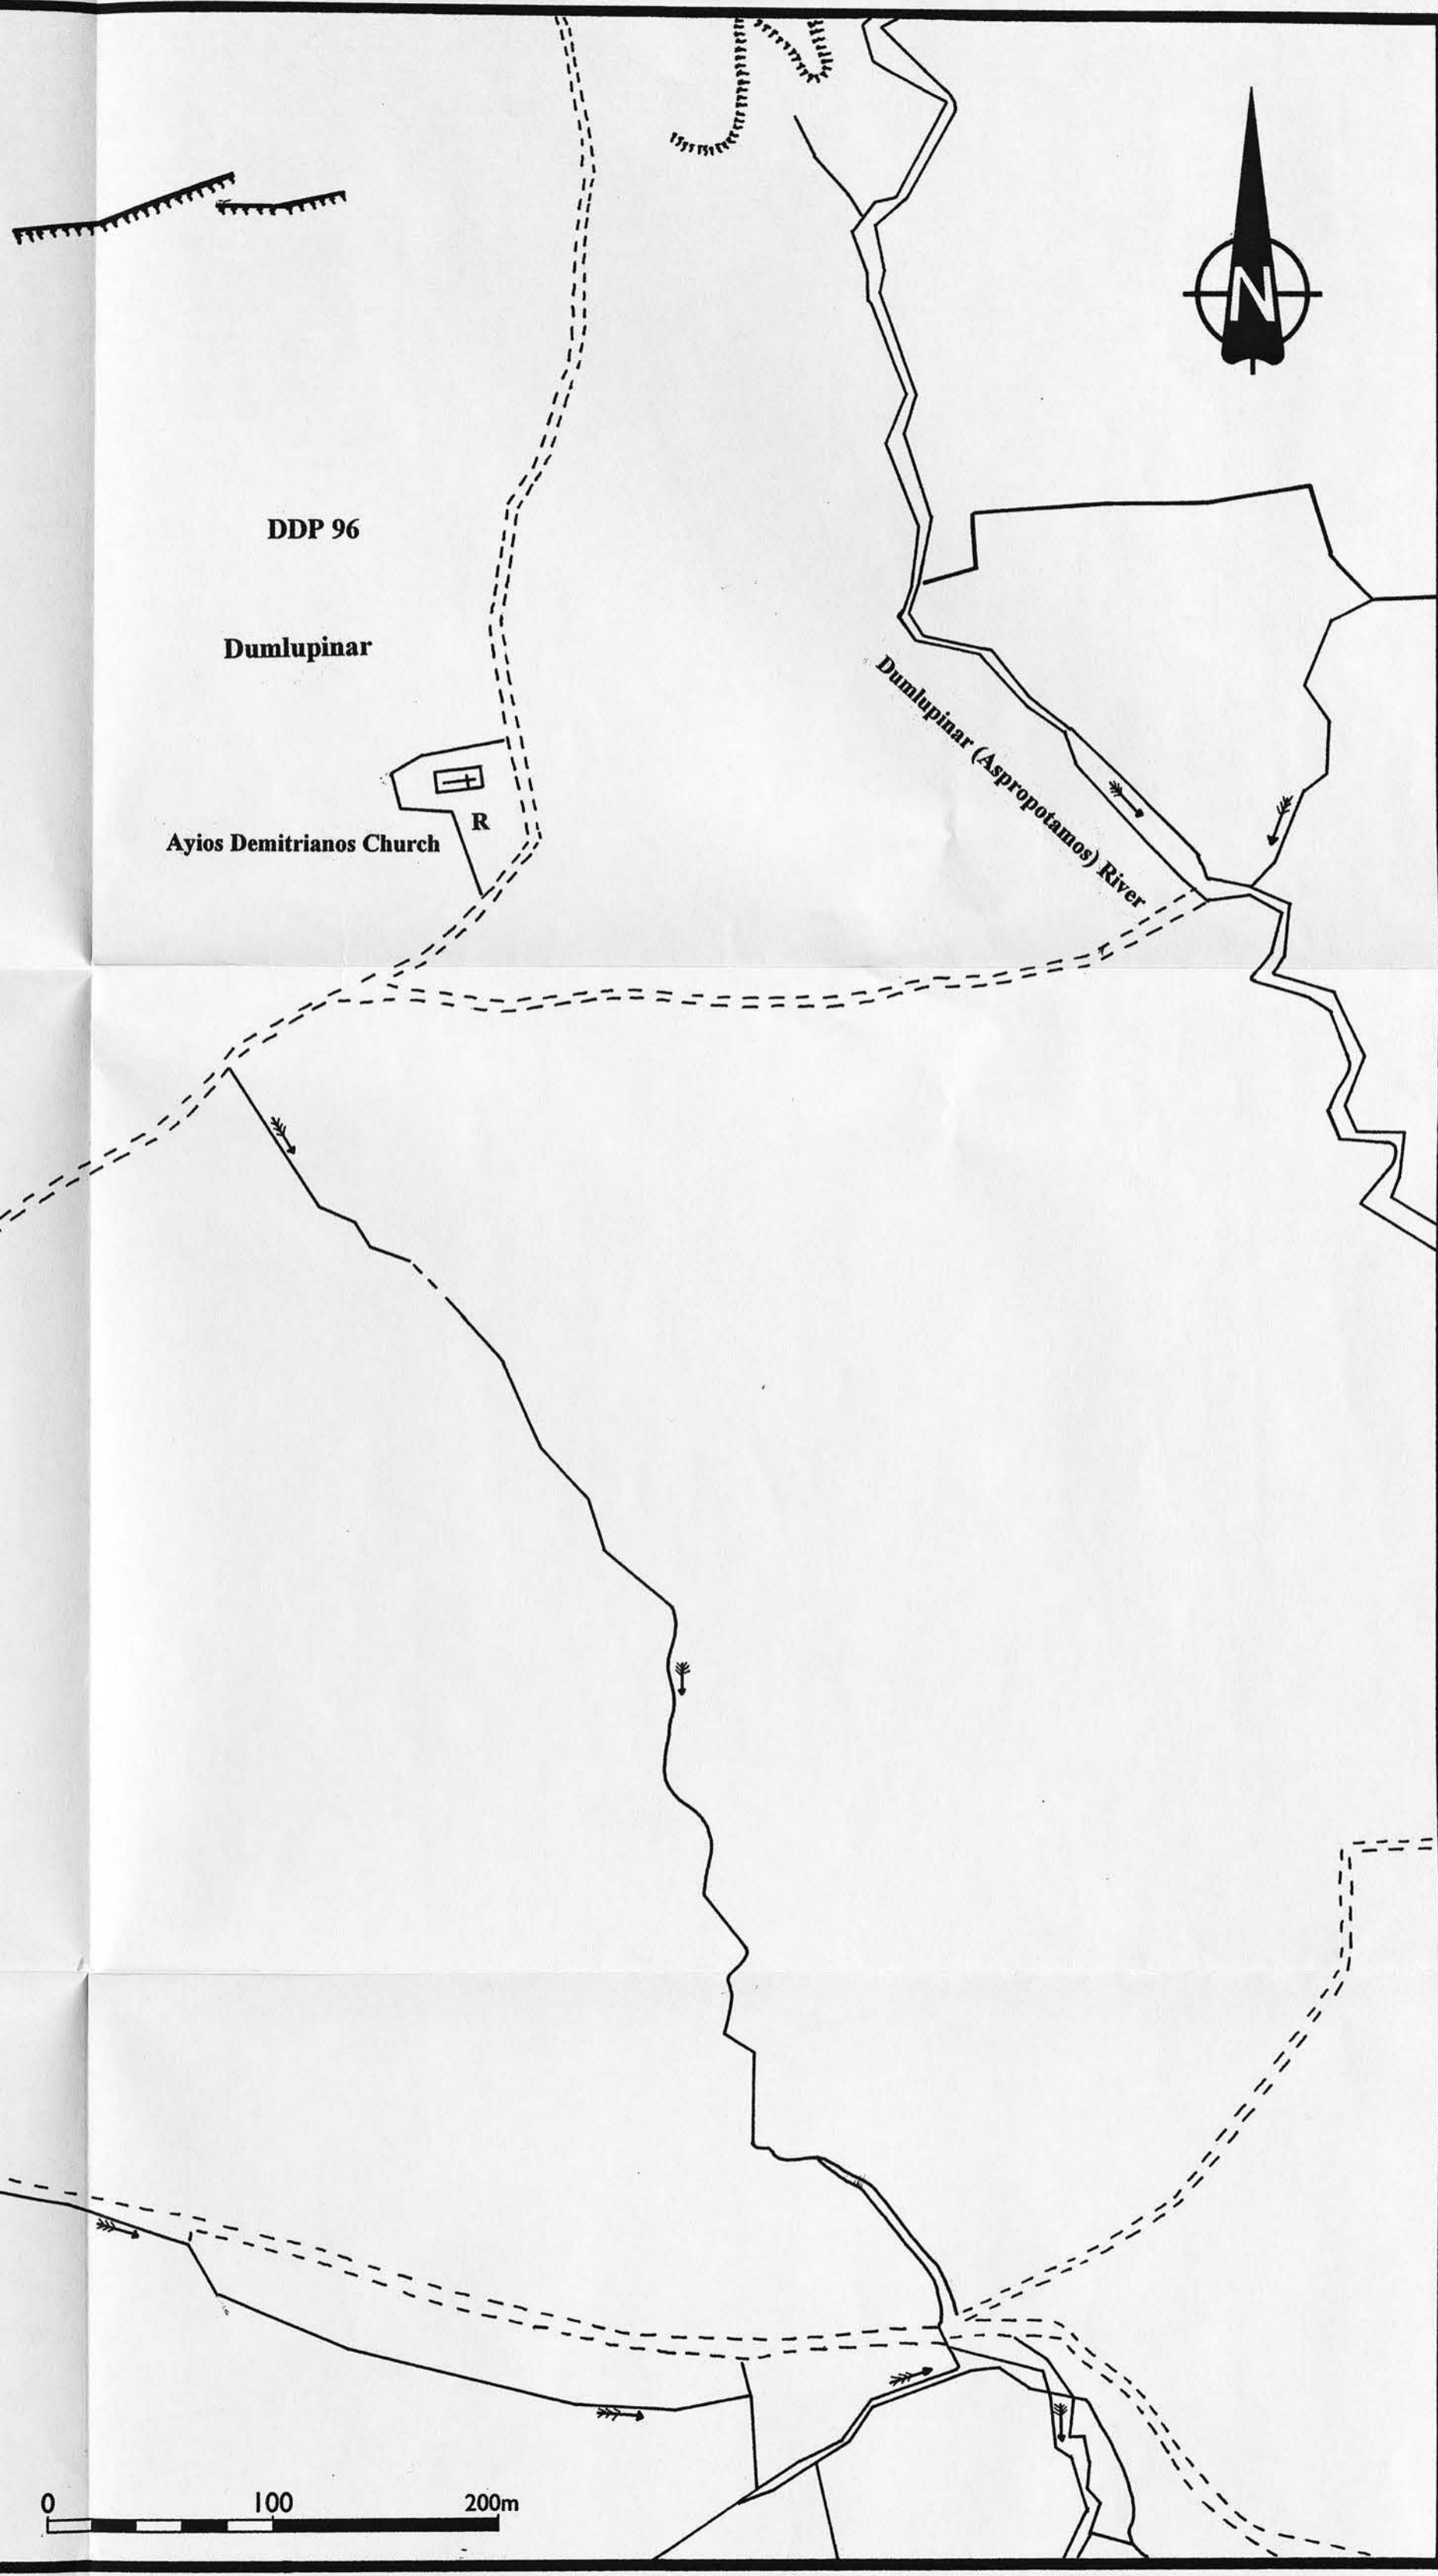 N
DDP 96
Dumlupinar
Dumlupinar (Aspropotamos) River
R
Ayios Demitrianos Church
0 100 200m